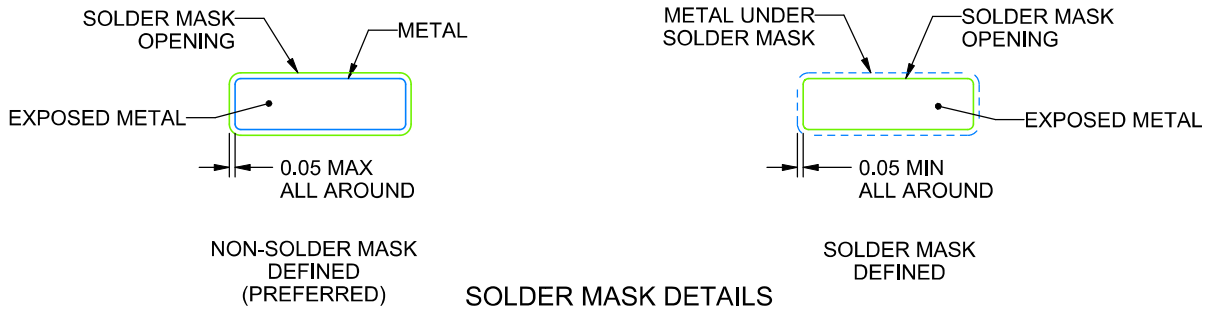 SOLDER MASK
OPENING
METAL
EXPOSED METAL
0.05 MAX
ALL AROUND
NON-SOLDER MASK
DEFINED
(PREFERRED)
METAL UNDER
SOLDER MASK
SOLDER MASK
OPENING
EXPOSED METAL
0.05 MIN
ALL AROUND
SOLDER MASK
DEFINED
SOLDER MASK DETAILS